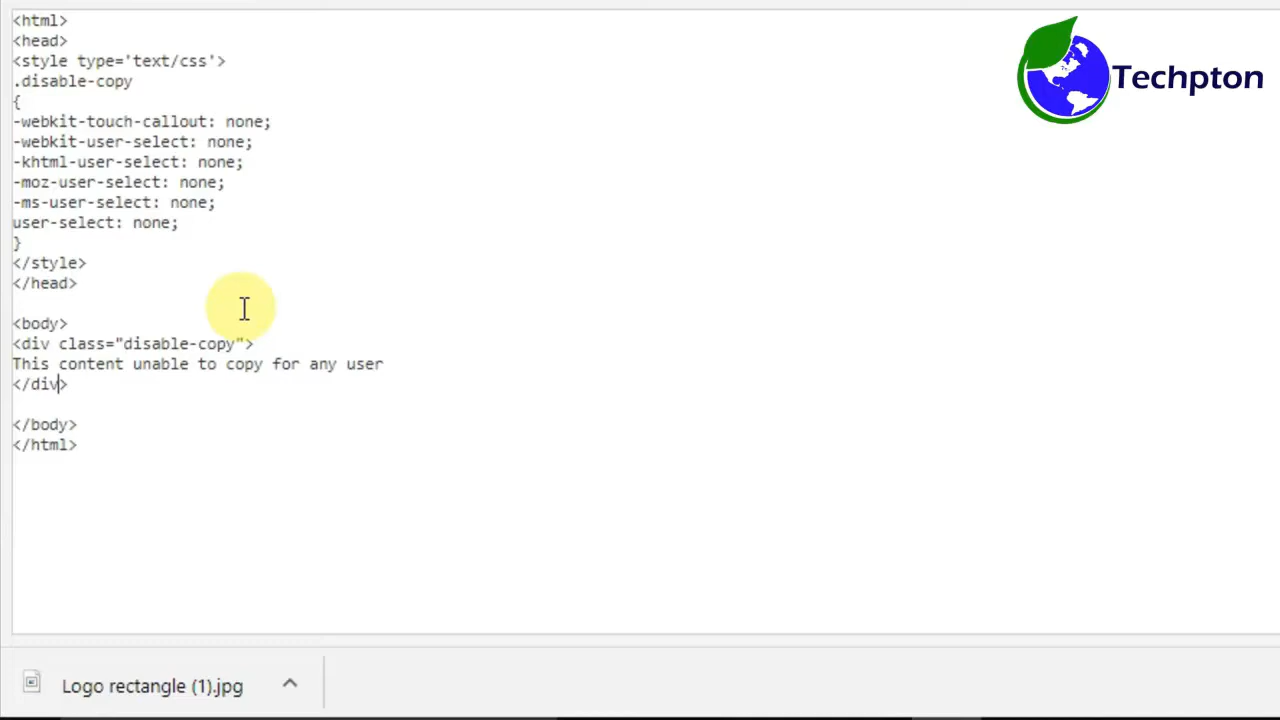 <html>
<head>
<style type='text/css'>
.disable-copy
{
-webkit-touch-callout: none;
-webkit-user-select: none;
-khtml-user-select: none;
-moz-user-select: none;
-ms-user-select: none;
user-select: none;
}
</style>
</head>
<body>
<div class="disable-copy">
This content unable to copy for any user
</div>
</body>
</html>
Techpton
Logo rectangle (1).jpg